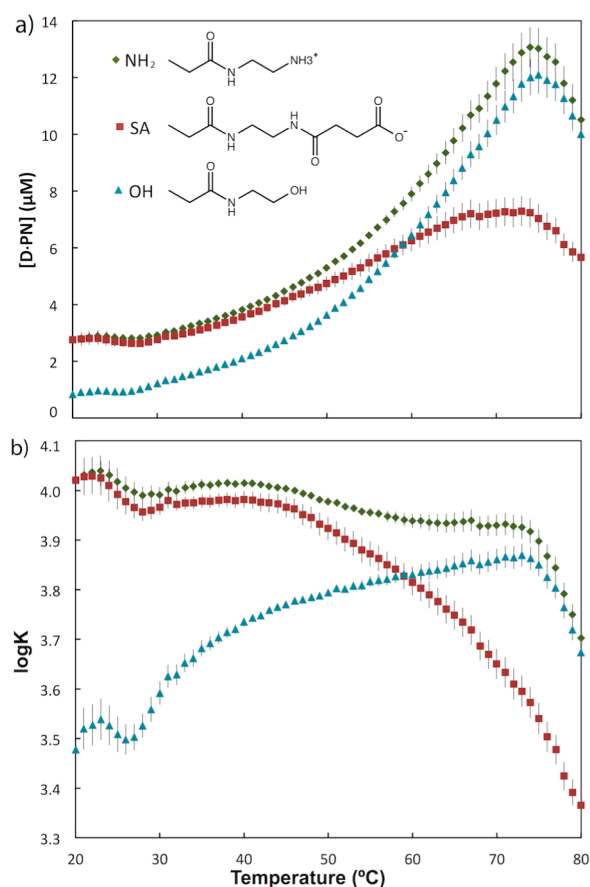 a)
14
12
10
8
6
4
2
0
[D·PN] (µM)
NH₂
O
N
H
NH3⁺
SA
O
N
H
H
N
O
O
O⁻
OH
O
N
H
OH
b)
4.1
4.0
3.9
3.8
3.7
3.6
3.5
3.4
3.3
logK
20 30 40 50 60 70 80
Temperature (ºC)